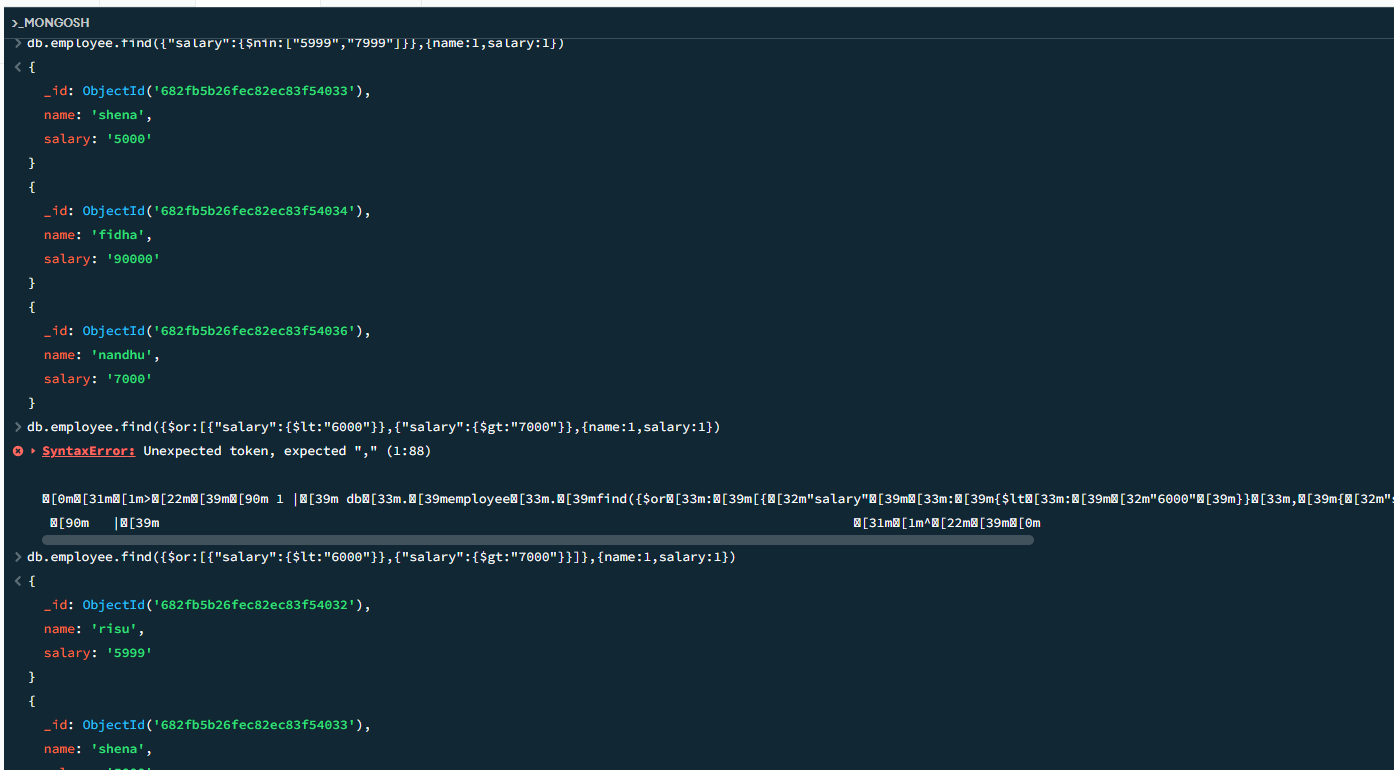 >_MONGOSH
> db.employee.find({"salary":{$nin:["5999","7999"]}},{name:1,salary:1})
< {
_id: ObjectId('682fb5b26fec82ec83f54033'),
name: 'shena',
salary: '5000'
}
{
_id: ObjectId('682fb5b26fec82ec83f54034'),
name: 'fidha',
salary: '90000'
}
{
_id: ObjectId('682fb5b26fec82ec83f54036'),
name: 'nandhu',
salary: '7000'
}
> db.employee.find({$or:[{"salary":{$lt:"6000"}},{"salary":{$gt:"7000"}},{name:1,salary:1})
SyntaxError: Unexpected token, expected "," (1:88)
[0m[31m[1m>[22m[39m[90m 1 |[39m db[33m.[39memployee[33m.[39mfind({$or[33m:[39m[{[32m"salary"[39m[33m:[39m{$lt[33m:[39m[32m"6000"[39m}}[33m,[39m{[32m"s
[90m   |[39m [31m[1m^[22m[39m[0m
> db.employee.find({$or:[{"salary":{$lt:"6000"}},{"salary":{$gt:"7000"}}]},{name:1,salary:1})
< {
_id: ObjectId('682fb5b26fec82ec83f54032'),
name: 'risu',
salary: '5999'
}
{
_id: ObjectId('682fb5b26fec82ec83f54033'),
name: 'shena',